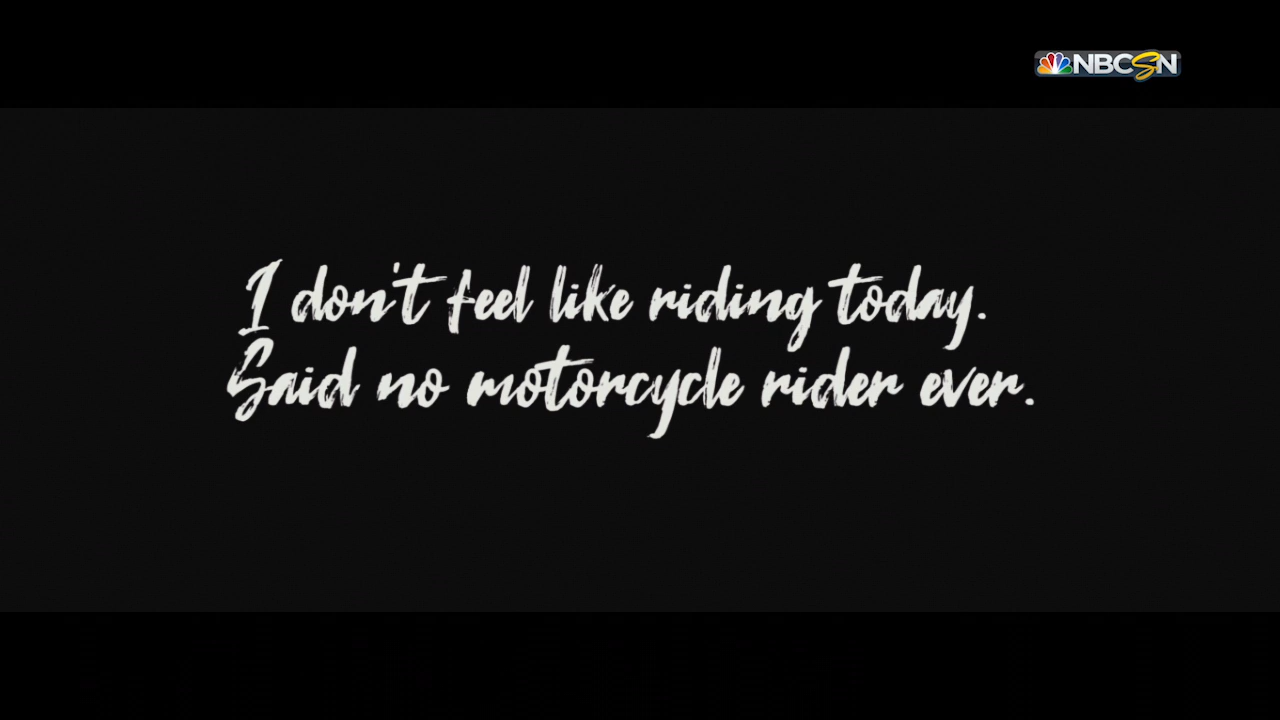 NBCSN
I don't feel like riding today.
Said no motorcycle rider ever.